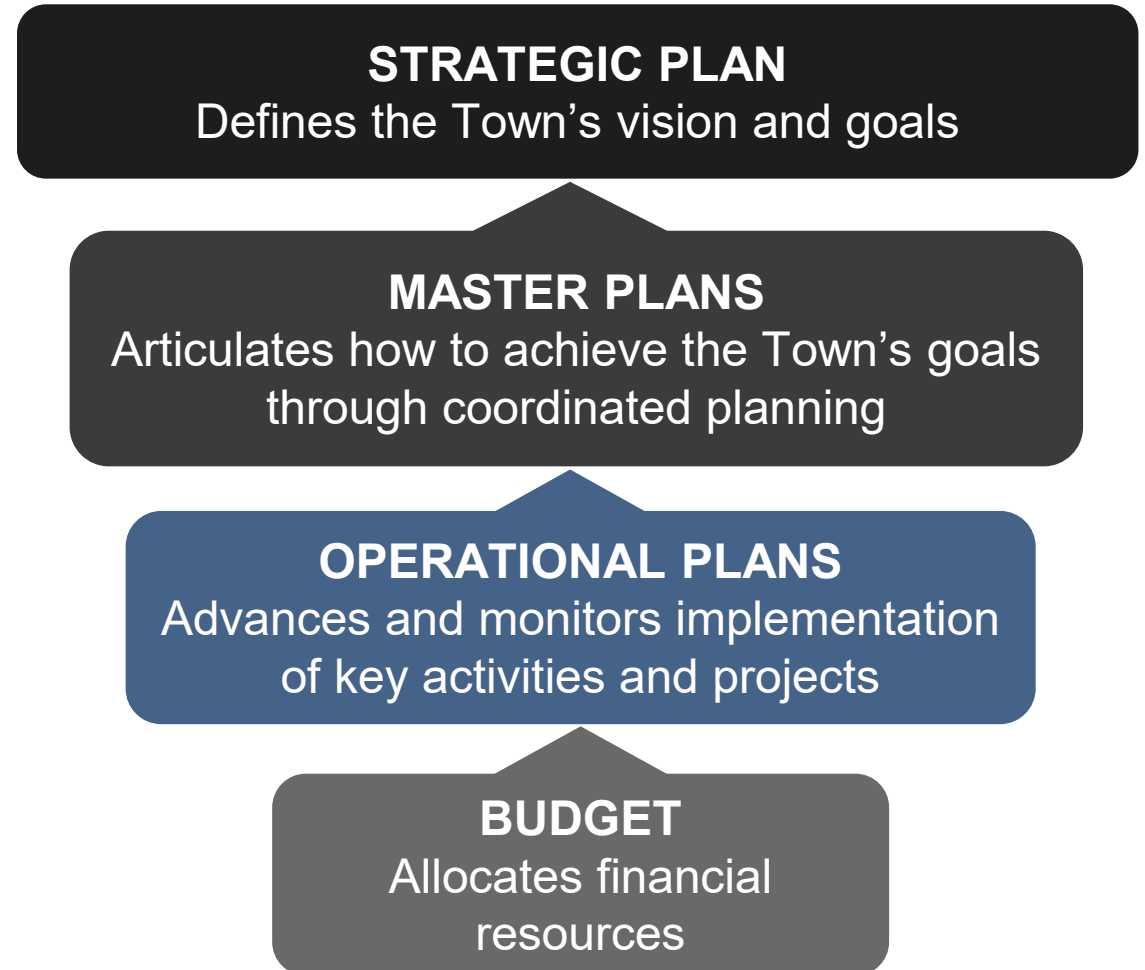 STRATEGIC PLAN
Defines the Town’s vision and goals
MASTER PLANS
Articulates how to achieve the Town’s goals
through coordinated planning
OPERATIONAL PLANS
Advances and monitors implementation
of key activities and projects
BUDGET
Allocates financial
resources